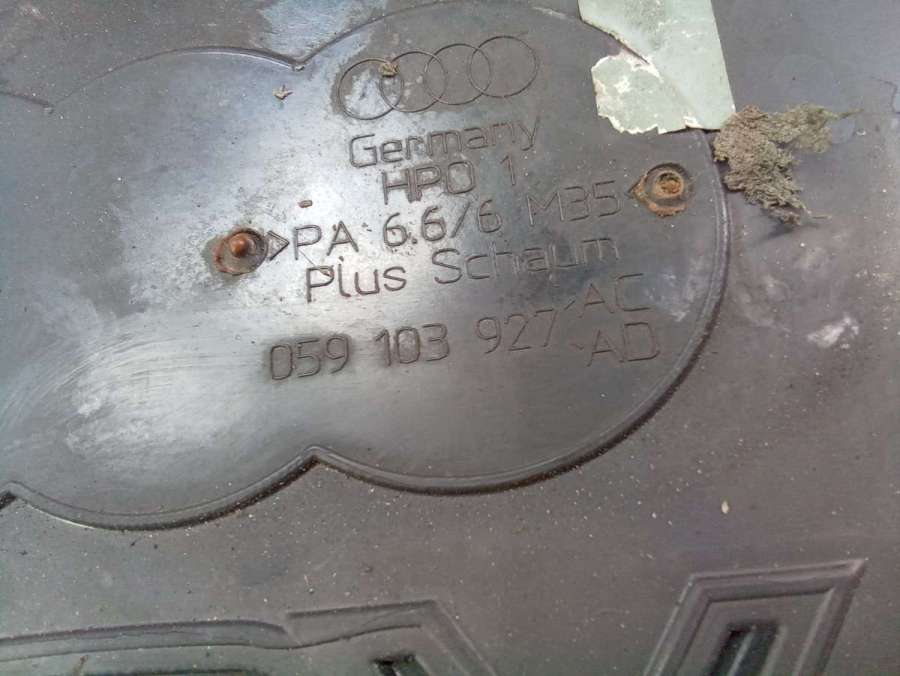 Germany
HPO 1
>PA 6.6/6 M35<
Plus Schaum
059 103 927 AC
AD